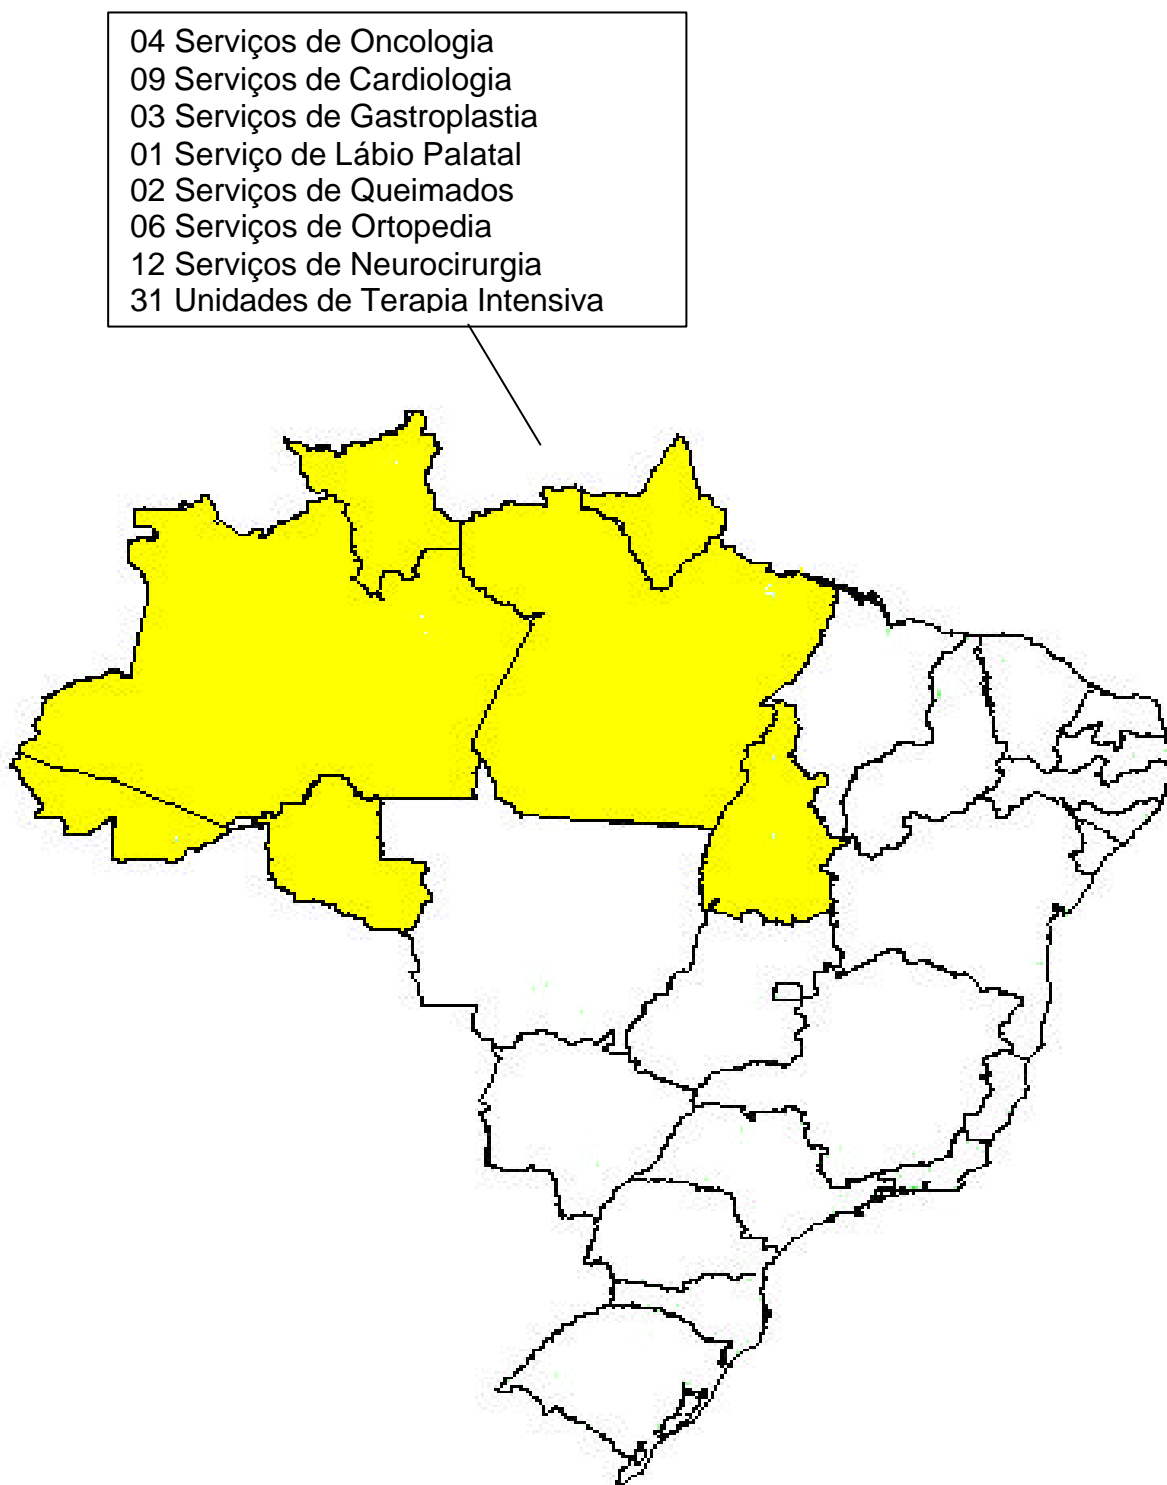 04 Serviços de Oncologia
09 Serviços de Cardiologia
03 Serviços de Gastroplastia
01 Serviço de Lábio Palatal
02 Serviços de Queimados
06 Serviços de Ortopedia
12 Serviços de Neurocirurgia
31 Unidades de Terapia Intensiva